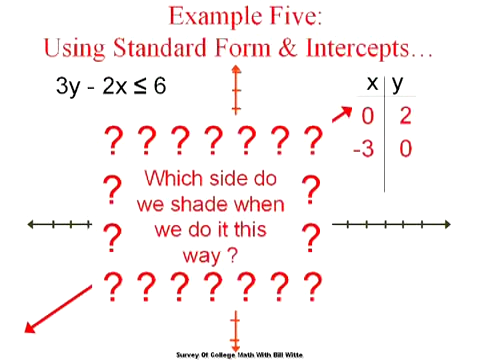 Example Five:
Using Standard Form & Intercepts...
3y - 2x ≤ 6
x y
0 2
-3 0
? ? ? ? ? ? ?
? Which side do ?
we shade when
? we do it this ?
way ?
? ? ? ? ? ? ?
Survey Of College Math With Bill Witte